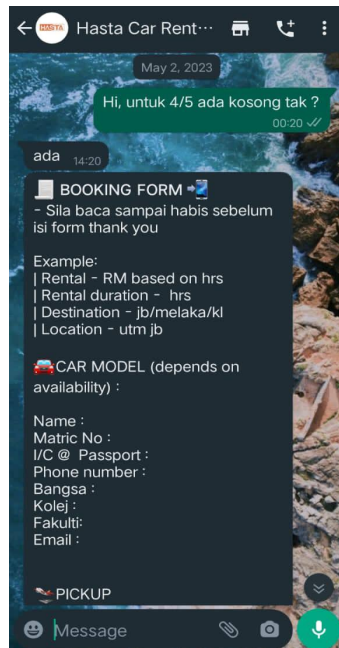 HASTA
Hasta Car Rent...
May 2, 2023
Hi, untuk 4/5 ada kosong tak ?
00:20
ada
14:20
BOOKING FORM
- Sila baca sampai habis sebelum
isi form thank you
Example:
| Rental - RM based on hrs
| Rental duration -  hrs
| Destination - jb/melaka/kl
| Location - utm jb
CAR MODEL (depends on
availability) :
Name :
Matric No :
I/C @  Passport :
Phone number :
Bangsa :
Kolej :
Fakulti:
Email :
PICKUP
Message